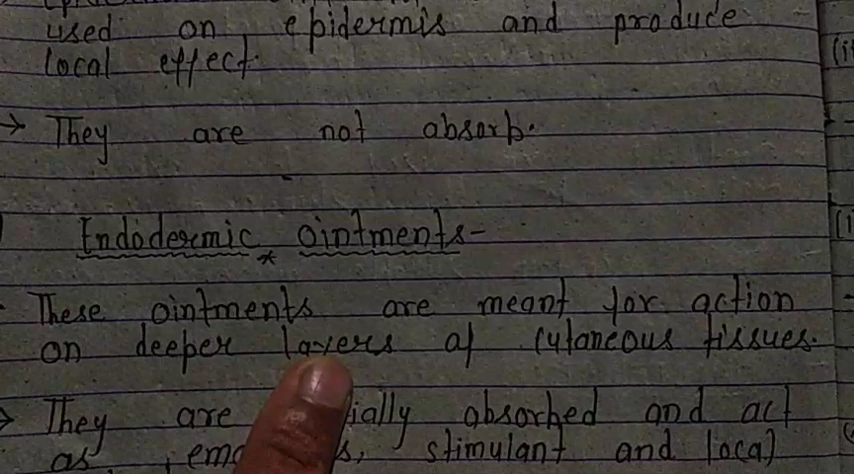 used on epidermis and produce
local effect.
→ They are not absorb.
Endodermic ointments-
These ointments are meant for action
on deeper layers of cutaneous tissues.
→ They are absorbed and act
as stimulant and local